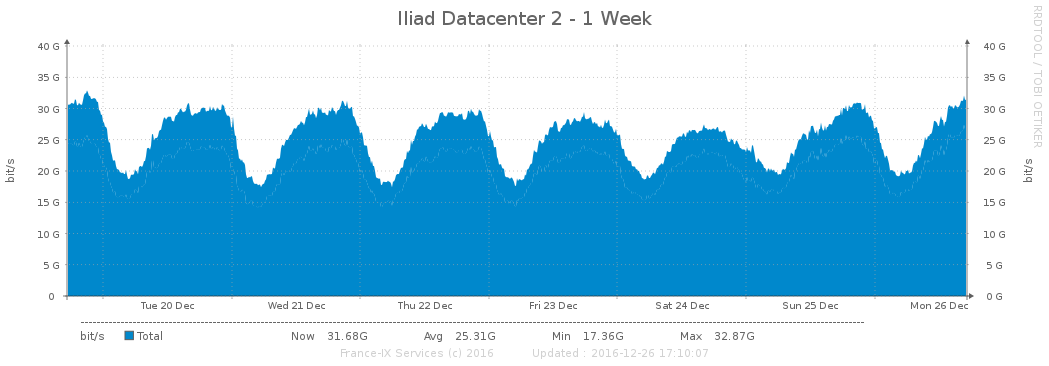 Iliad Datacenter 2 - 1 Week
RRDTOOL / TOBI OETIKER
bit/s
40 G 40 G
35 G 35 G
30 G 30 G
25 G 25 G
20 G 20 G
15 G 15 G
10 G 10 G
5 G 5 G
0 0 G
bit/s
Tue 20 Dec Wed 21 Dec Thu 22 Dec Fri 23 Dec Sat 24 Dec Sun 25 Dec Mon 26 Dec
bit/s Total Now 31.68G Avg 25.31G Min 17.36G Max 32.87G
France-IX Services (c) 2016 Updated : 2016-12-26 17:10:07